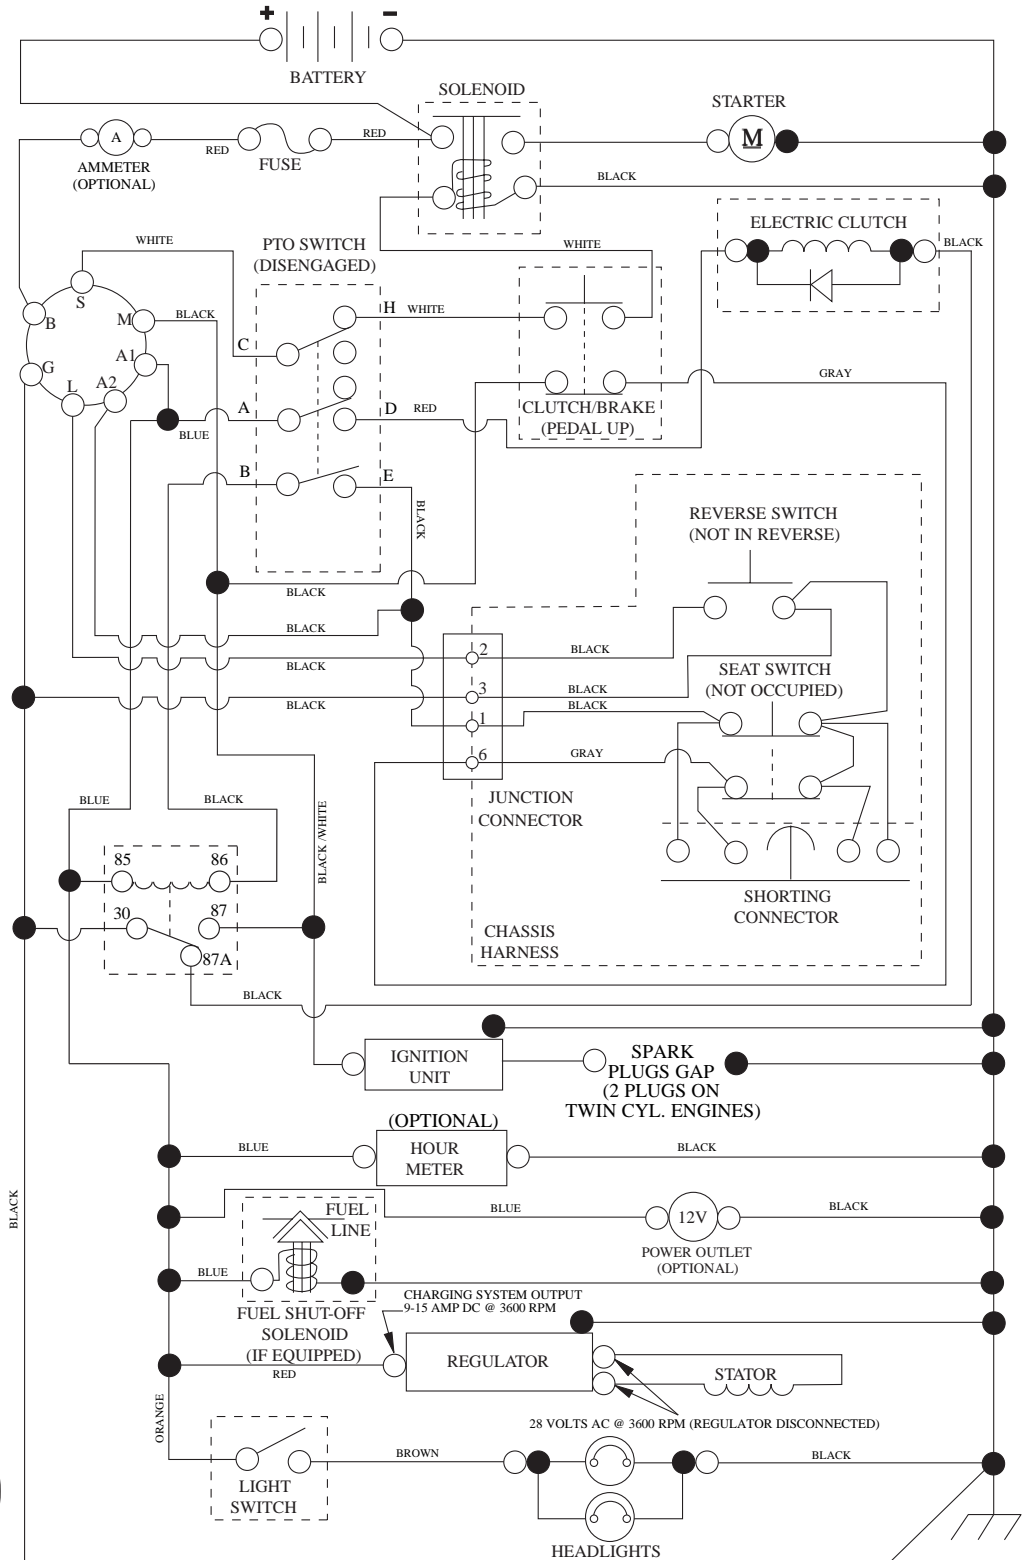 + -
BATTERY
SOLENOID
STARTER
A
RED
FUSE
RED
M
AMMETER
(OPTIONAL)
BLACK
WHITE
PTO SWITCH
(DISENGAGED)
WHITE
ELECTRIC CLUTCH
BLACK
S
B
M
BLACK
H
WHITE
C
G
A1
L
A2
GRAY
A
BLUE
D
RED
CLUTCH/BRAKE
(PEDAL UP)
B
E
BLACK
REVERSE SWITCH
(NOT IN REVERSE)
BLACK
BLACK
2
BLACK
BLACK
SEAT SWITCH
(NOT OCCUPIED)
3
BLACK
BLACK
BLACK
1
6
GRAY
BLUE
BLACK
BLACK /WHITE
JUNCTION
CONNECTOR
85
86
30
87
87A
SHORTING
CONNECTOR
CHASSIS
HARNESS
BLACK
IGNITION
UNIT
SPARK
PLUGS GAP
(2 PLUGS ON
TWIN CYL. ENGINES)
(OPTIONAL)
BLUE
HOUR
METER
BLACK
BLACK
FUEL
LINE
BLUE
12V
BLACK
POWER OUTLET
(OPTIONAL)
BLUE
FUEL SHUT-OFF
SOLENOID
(IF EQUIPPED)
CHARGING SYSTEM OUTPUT
9-15 AMP DC @ 3600 RPM
RED
REGULATOR
STATOR
28 VOLTS AC @ 3600 RPM (REGULATOR DISCONNECTED)
ORANGE
BROWN
BLACK
LIGHT
SWITCH
HEADLIGHTS